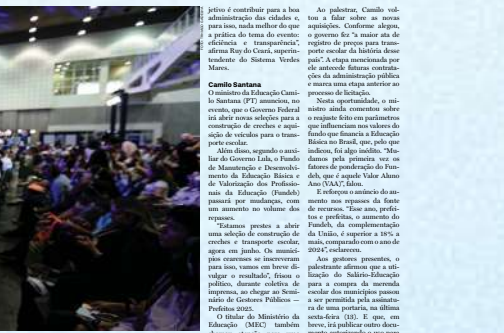 jetivo é contribuir para a boa
administração das cidades e,
para isso, nada melhor do que
a prática do tema do evento:
eficiência e transparência”,
afirma Ruy do Ceará, superin-
tendente do Sistema Verdes
Mares.
Camilo Santana
O ministro da Educação Cami-
lo Santana (PT) anunciou, no
evento, que o Governo Federal
irá abrir novas seleções para a
construção de creches e aqui-
sição de veículos para o trans-
porte escolar.
Além disso, segundo o auxi-
liar do Governo Lula, o Fundo
de Manutenção e Desenvolvi-
mento da Educação Básica e
de Valorização dos Profissio-
nais da Educação (Fundeb)
passará por mudanças, com
um aumento no volume dos
repasses.
“Estamos prestes a abrir
uma seleção de construção de
creches e transporte escolar,
agora em junho. Os municí-
pios cearenses se inscreveram
para isso, vamos em breve di-
vulgar o resultado”, frisou o
político, durante coletiva de
imprensa, ao chegar ao Semi-
nário de Gestores Públicos —
Prefeitos 2025.
O titular do Ministério da
Educação (MEC) também
Ao palestrar, Camilo vol-
tou a falar sobre as novas
aquisições. Conforme alegou,
o governo fez “a maior ata de
registro de preços para trans-
porte escolar da história desse
país”. A etapa mencionada por
ele antecede futuras contrata-
ções da administração pública
e marca uma etapa anterior ao
processo de licitação.
Nesta oportunidade, o mi-
nistro ainda comentou sobre
o reajuste feito em parâmetros
que influenciam nos valores do
fundo que financia a Educação
Básica no Brasil, que, pelo que
indicou, foi algo inédito. “Mu-
damos pela primeira vez os
fatores de ponderação do Fun-
deb, que é aquele Valor Aluno
Ano (VAA)”, falou.
E reforçou o anúncio do au-
mento nos repasses da fonte
de recursos. “Esse ano, prefei-
tos e prefeitas, o aumento do
Fundeb, da complementação
da União, é superior a 18% a
mais, comparado com o ano de
2024”, esclareceu.
Aos gestores presentes, o
palestrante afirmou que a uti-
lização do Salário-Educação
para a compra da merenda
escolar dos municípios passou
a ser permitida pela assinatu-
ra de uma portaria, na última
sexta-feira (13). E que, em
breve, irá publicar outro docu-